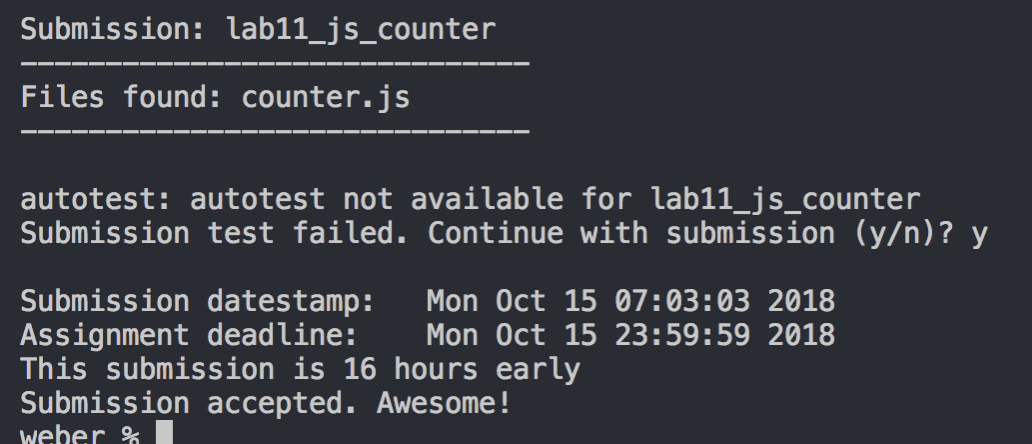 Submission: lab11_js_counter
------------------------------
Files found: counter.js
------------------------------
autotest: autotest not available for lab11_js_counter
Submission test failed. Continue with submission (y/n)? y
Submission datestamp:   Mon Oct 15 07:03:03 2018
Assignment deadline:    Mon Oct 15 23:59:59 2018
This submission is 16 hours early
Submission accepted. Awesome!
weber %